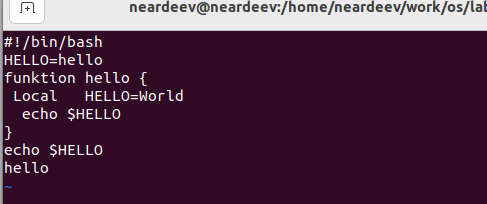 neardeev@neardeev:/home/neardeev/work/os/lab
#!/bin/bash
HELLO=hello
funktion hello {
 Local   HELLO=World
  echo $HELLO
}
echo $HELLO
hello
~